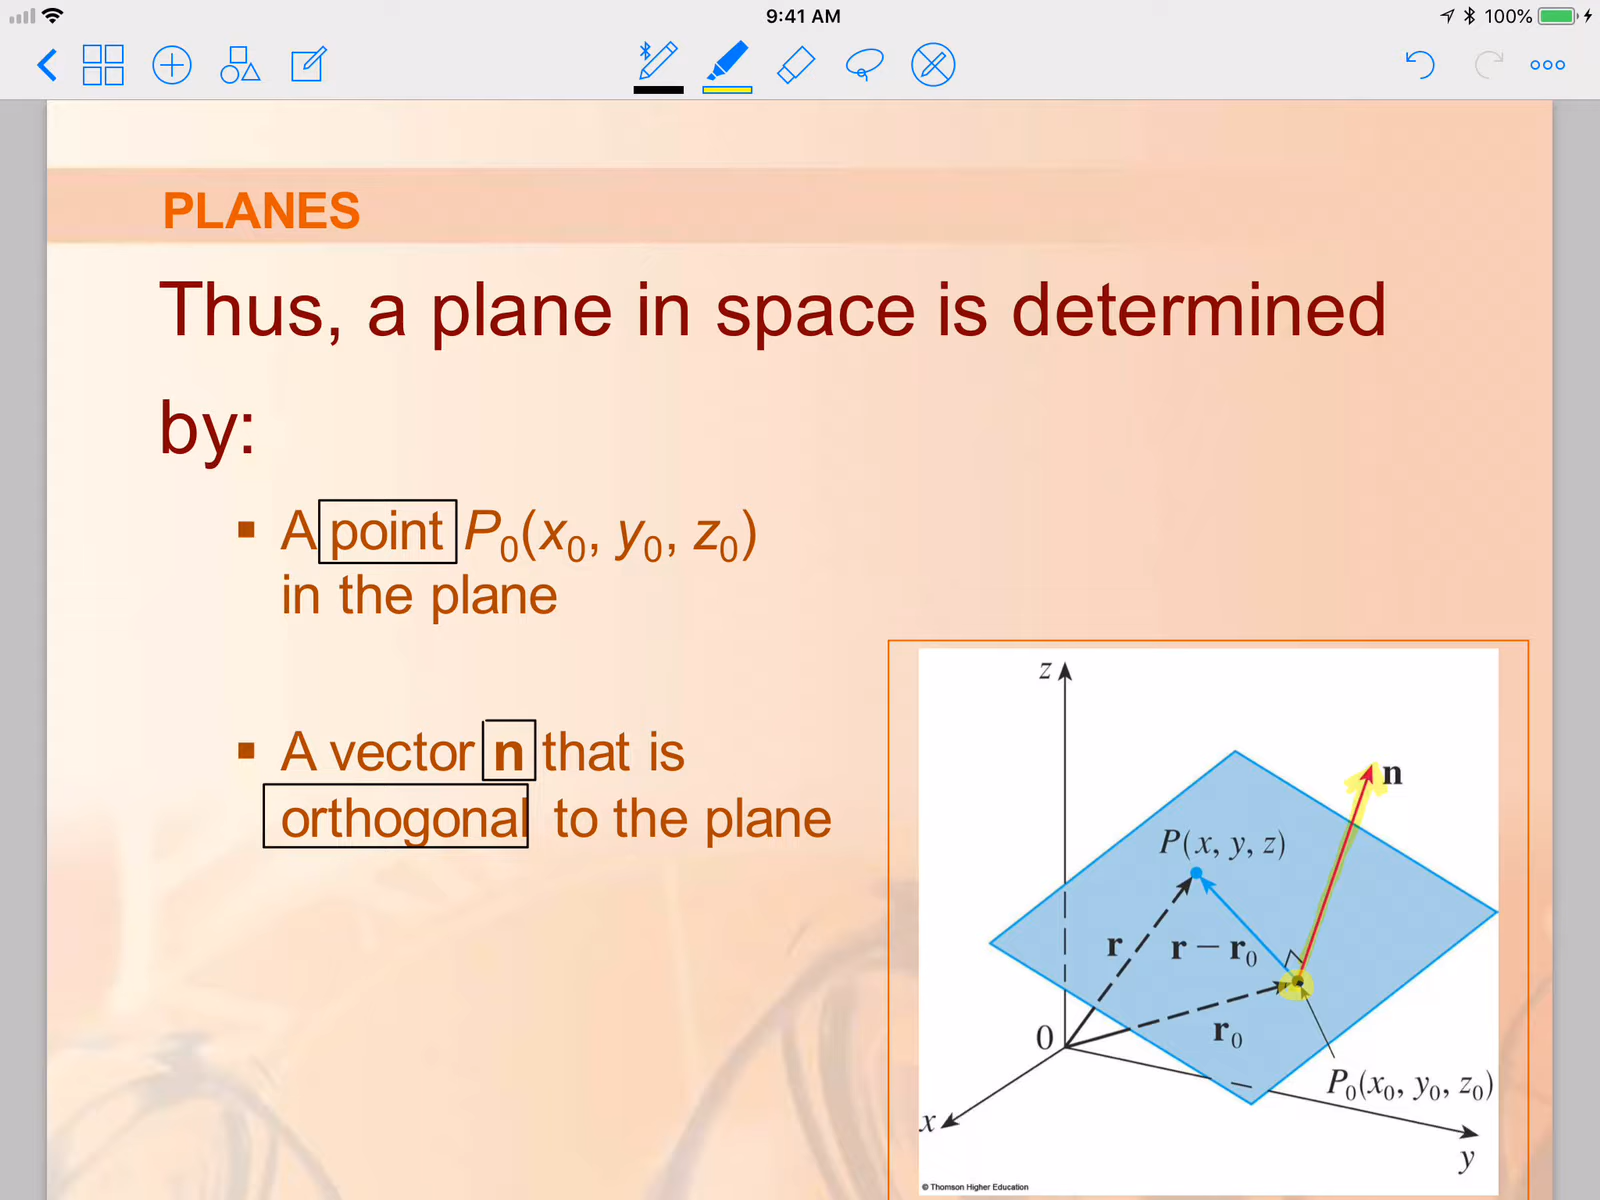 9:41 AM
100%
PLANES
Thus, a plane in space is determined
by:
▪ A point P₀(x₀, y₀, z₀)
in the plane
▪ A vector n that is
orthogonal to the plane
z
n
P(x, y, z)
r
r − r₀
r₀
0
P₀(x₀, y₀, z₀)
x
y
© Thomson Higher Education